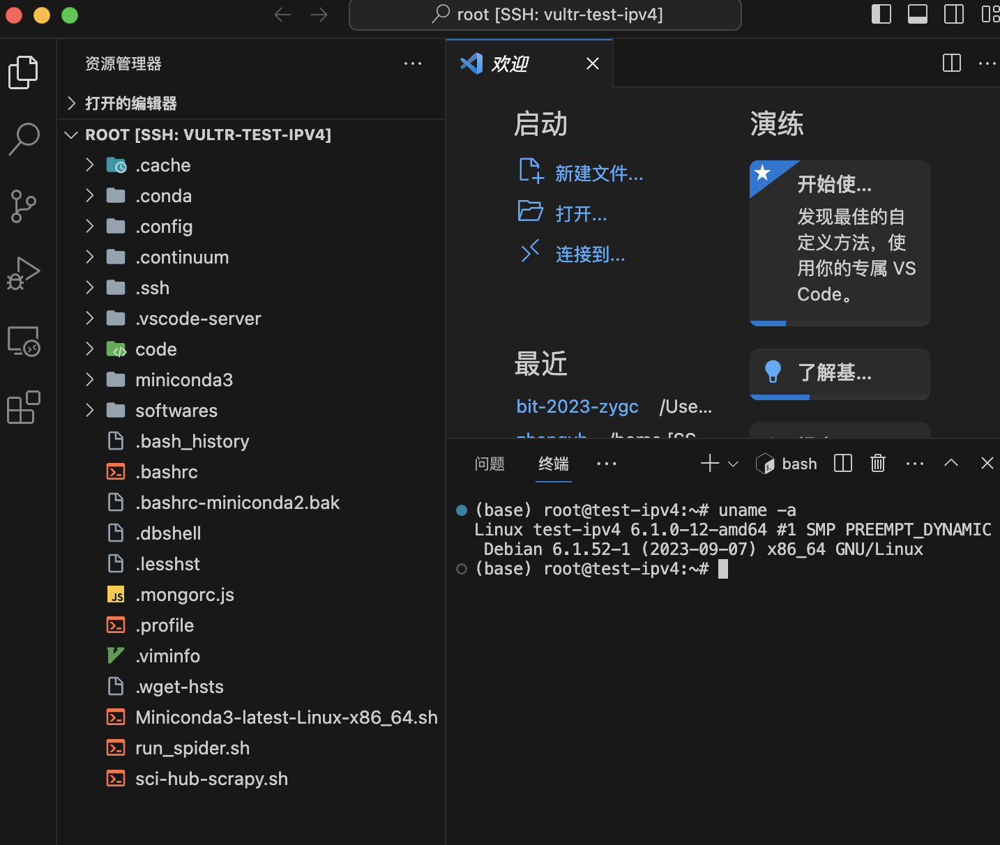 root [SSH: vultr-test-ipv4]
资源管理器
打开的编辑器
ROOT [SSH: VULTR-TEST-IPV4]
.cache
.conda
.config
.continuum
.ssh
.vscode-server
code
miniconda3
softwares
.bash_history
.bashrc
.bashrc-miniconda2.bak
.dbshell
.lesshst
JS
.mongorc.js
.profile
.viminfo
.wget-hsts
Miniconda3-latest-Linux-x86_64.sh
run_spider.sh
sci-hub-scrapy.sh
欢迎
启动
新建文件...
打开...
连接到...
最近
bit-2023-zygc /Use...
演练
开始使...
发现最佳的自
定义方法，使
用你的专属 VS
Code。
了解基...
问题
终端
bash
(base) root@test-ipv4:~# uname -a
Linux test-ipv4 6.1.0-12-amd64 #1 SMP PREEMPT_DYNAMIC
Debian 6.1.52-1 (2023-09-07) x86_64 GNU/Linux
(base) root@test-ipv4:~#